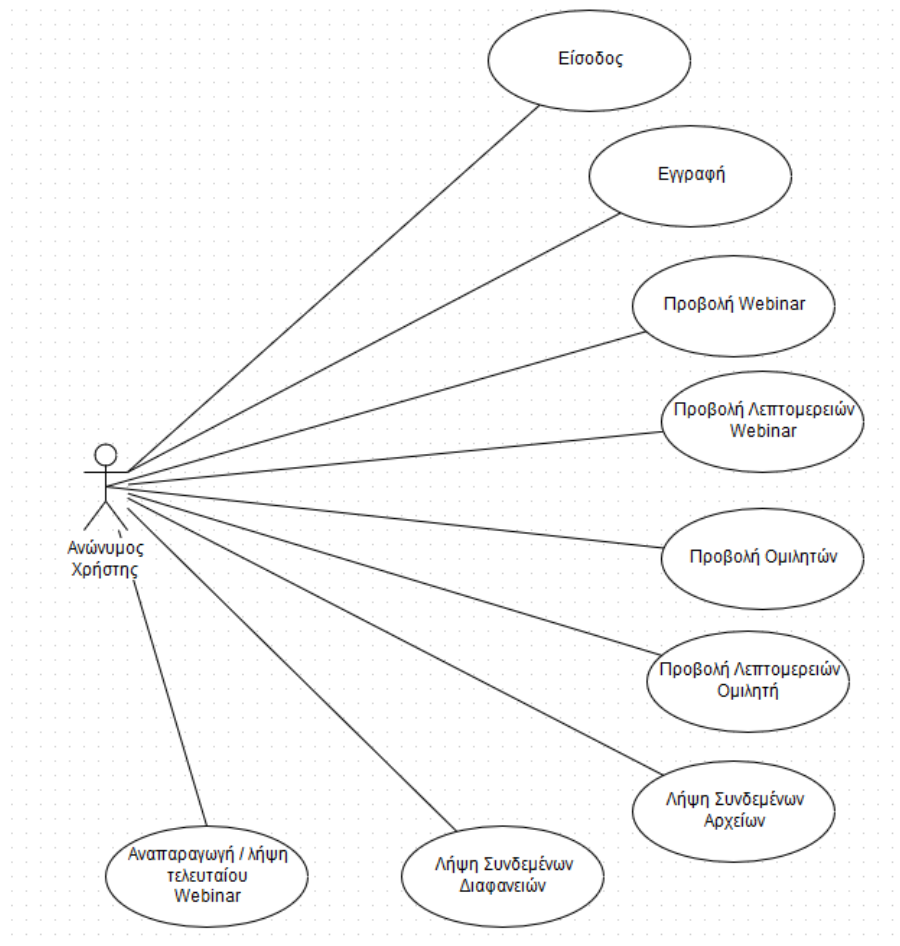 Είσοδος
Εγγραφή
Προβολή Webinar
Προβολή Λεπτομερειών
Webinar
Ανώνυμος
Χρήστης
Προβολή Ομιλητών
Προβολή Λεπτομερειών
Ομιλητή
Λήψη Συνδεμένων
Αρχείων
Αναπαραγωγή / λήψη
τελευταίου
Webinar
Λήψη Συνδεμένων
Διαφανειών